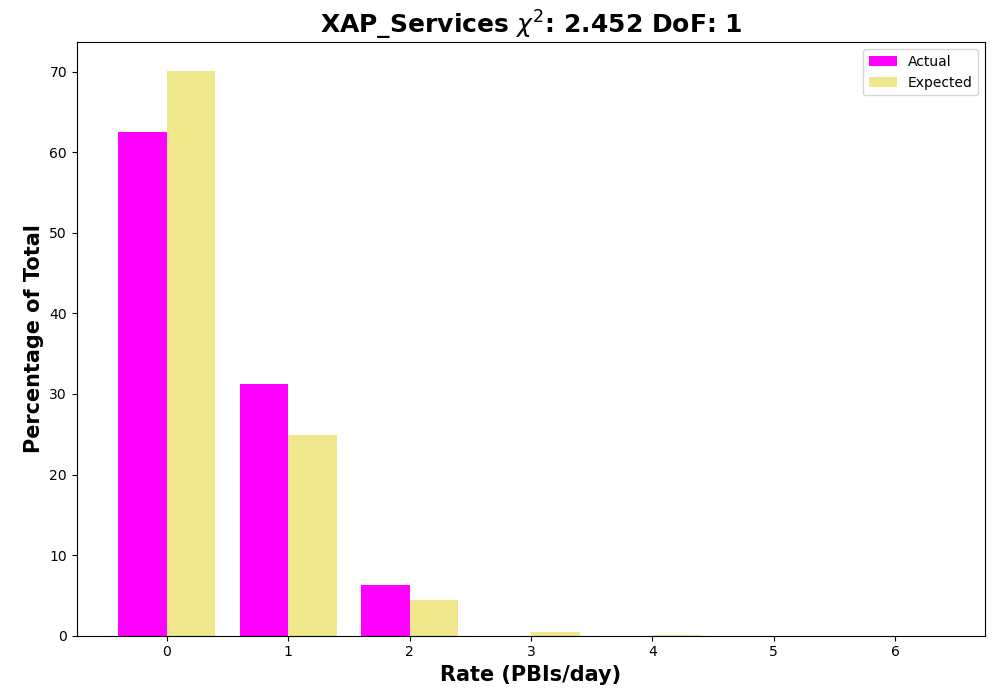 XAP_Services χ²: 2.452 DoF: 1
Actual
Expected
70
60
50
40
30
20
10
0
Percentage of Total
0 1 2 3 4 5 6
Rate (PBIs/day)